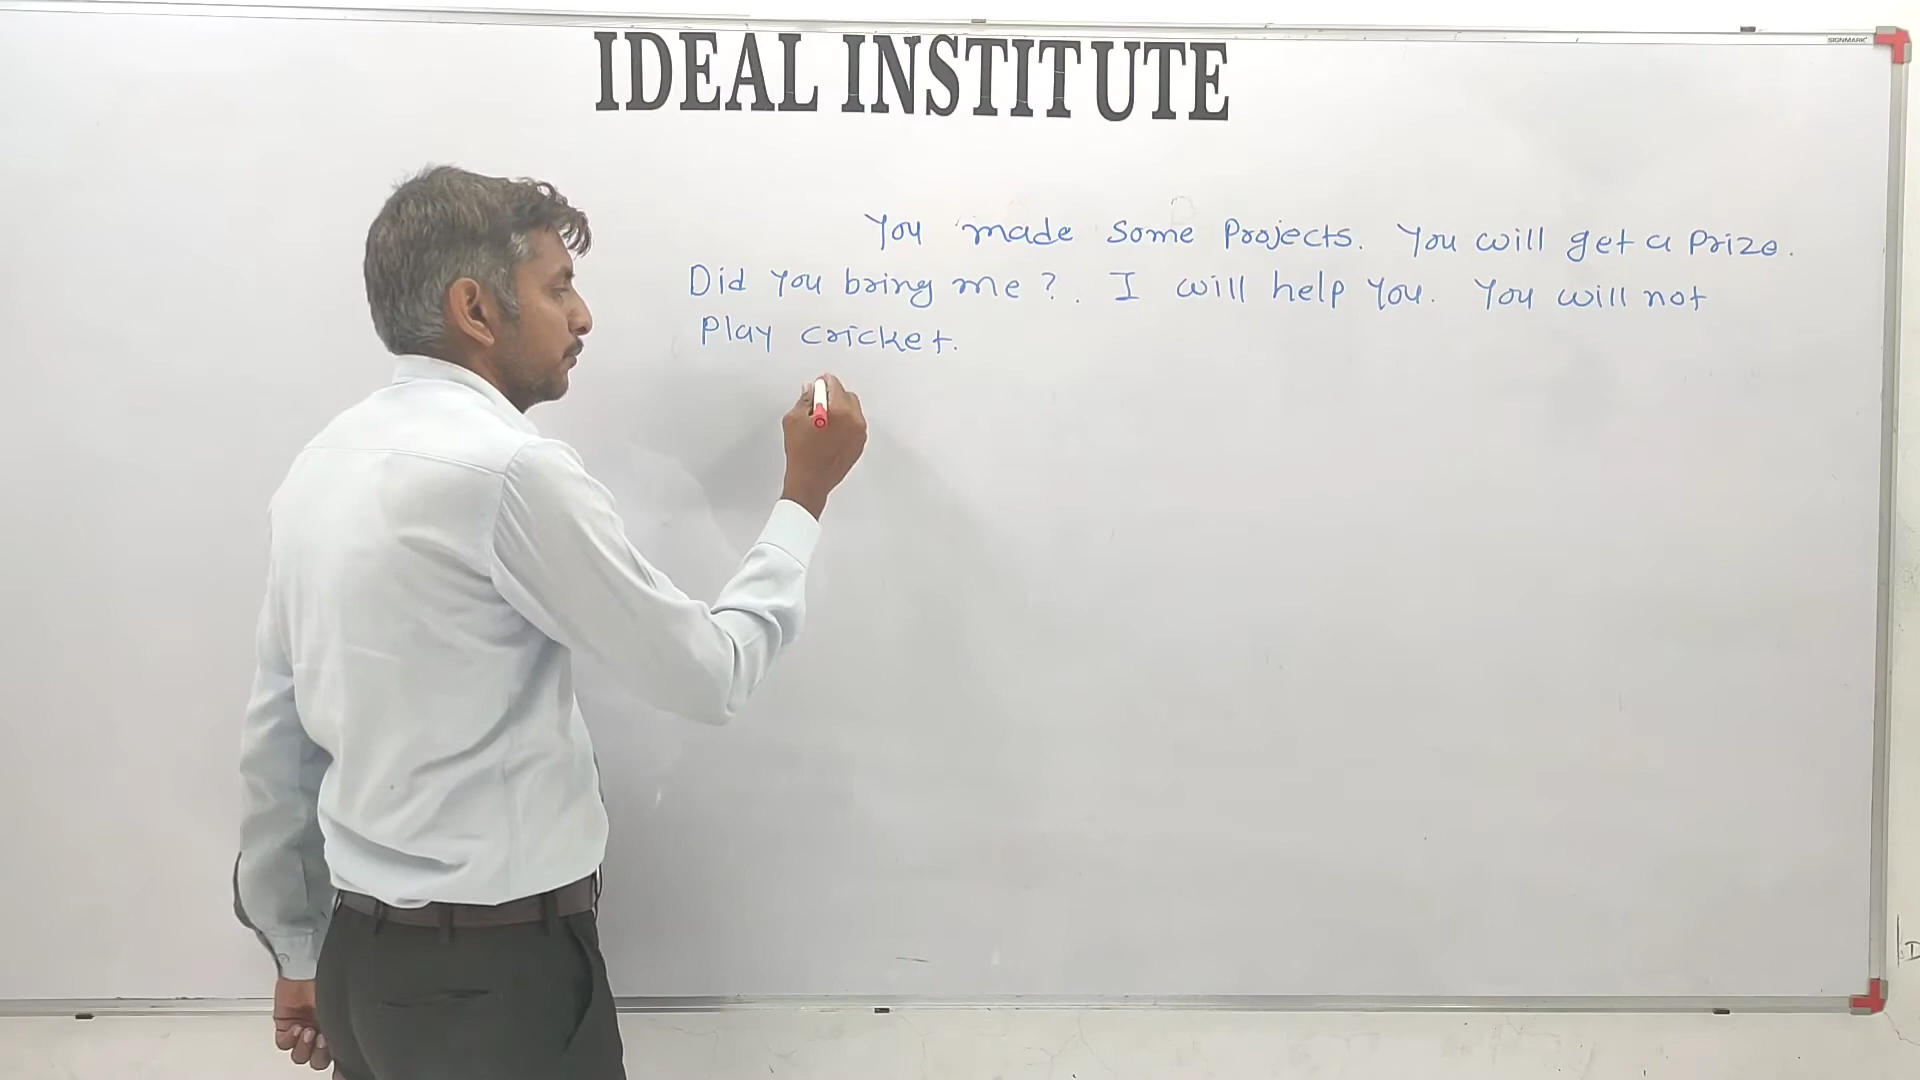 SIGNMARK
IDEAL INSTITUTE
You made some Projects. You will get a Prize.
Did you bring me?. I will help you. You will not
Play cricket.